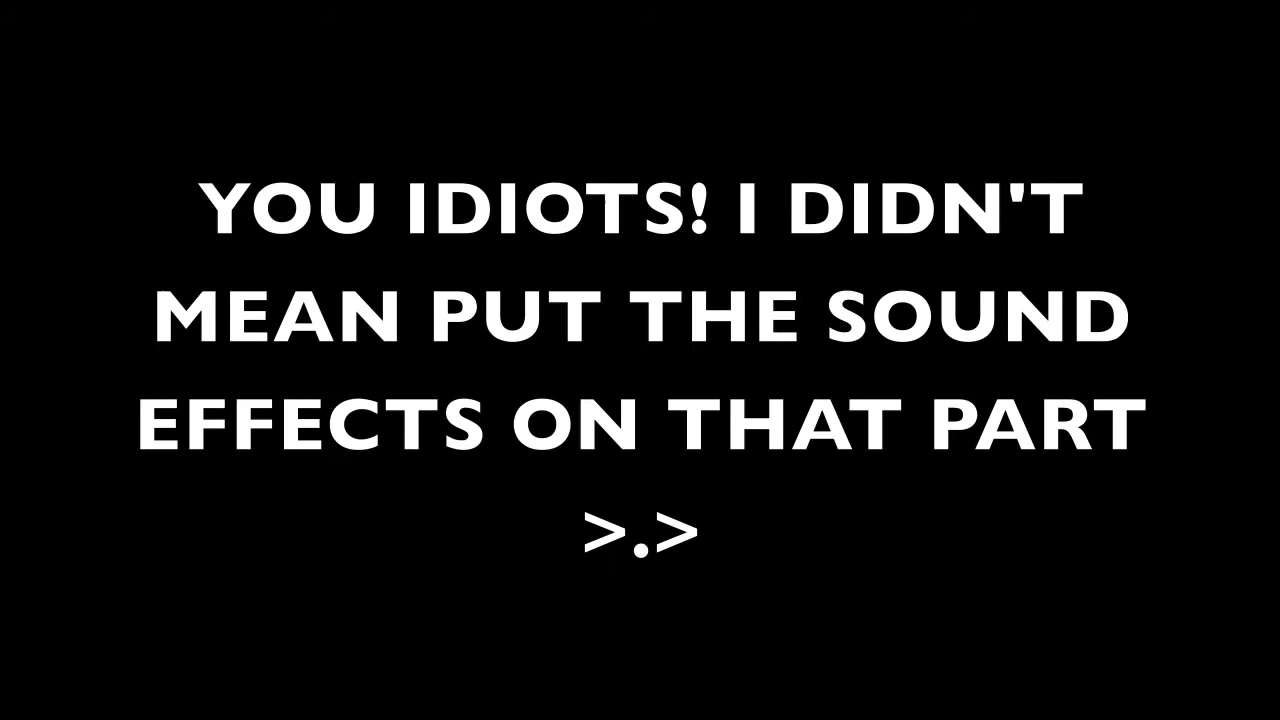 YOU IDIOTS! I DIDN'T
MEAN PUT THE SOUND
EFFECTS ON THAT PART
>.>